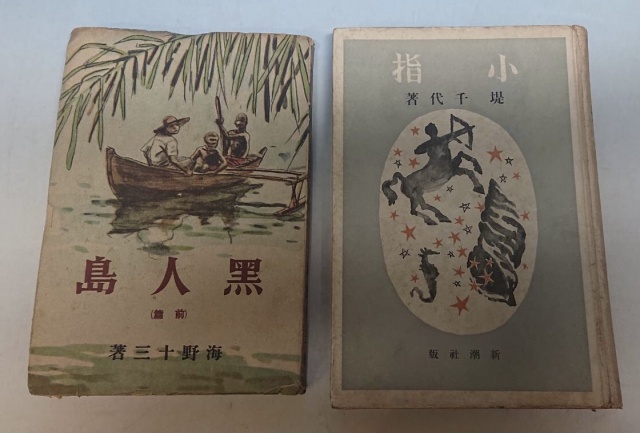 黑人島
(前篇)
海野十三著
小指
堤千代著
新潮社版